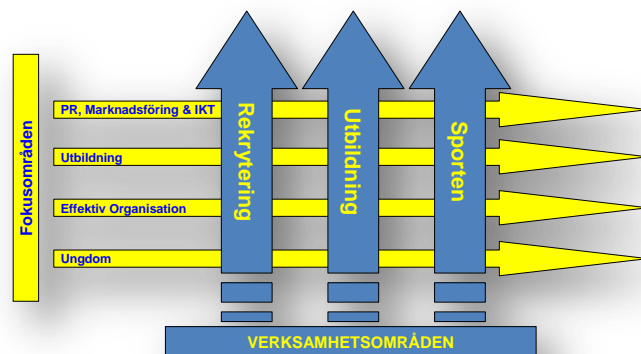 Fokusområden
PR, Marknadsföring & IKT
Utbildning
Effektiv Organisation
Ungdom
Rekrytering
Utbildning
Sporten
VERKSAMHETSOMRÅDEN